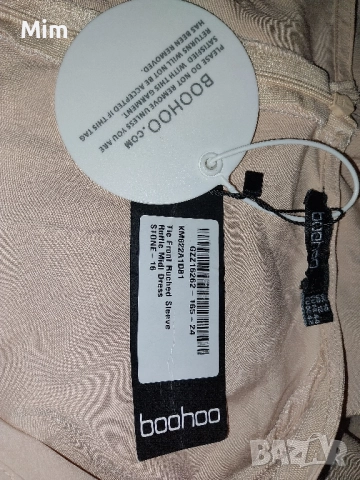 Mim
PLEASE DO NOT REMOVE UNLESS YOU ARE
SATISFIED WITH THIS GARMENT.
RETURNS WILL NOT BE ACCEPTED IF THIS TAG
HAS BEEN REMOVED.
BOOHOO.COM
GZZ16262-165-24
KM622A1D81
Tie Front Ruched Sleeve
Ruffle Midi Dress
STONE-16
boohoo
boohoo
BAZAR